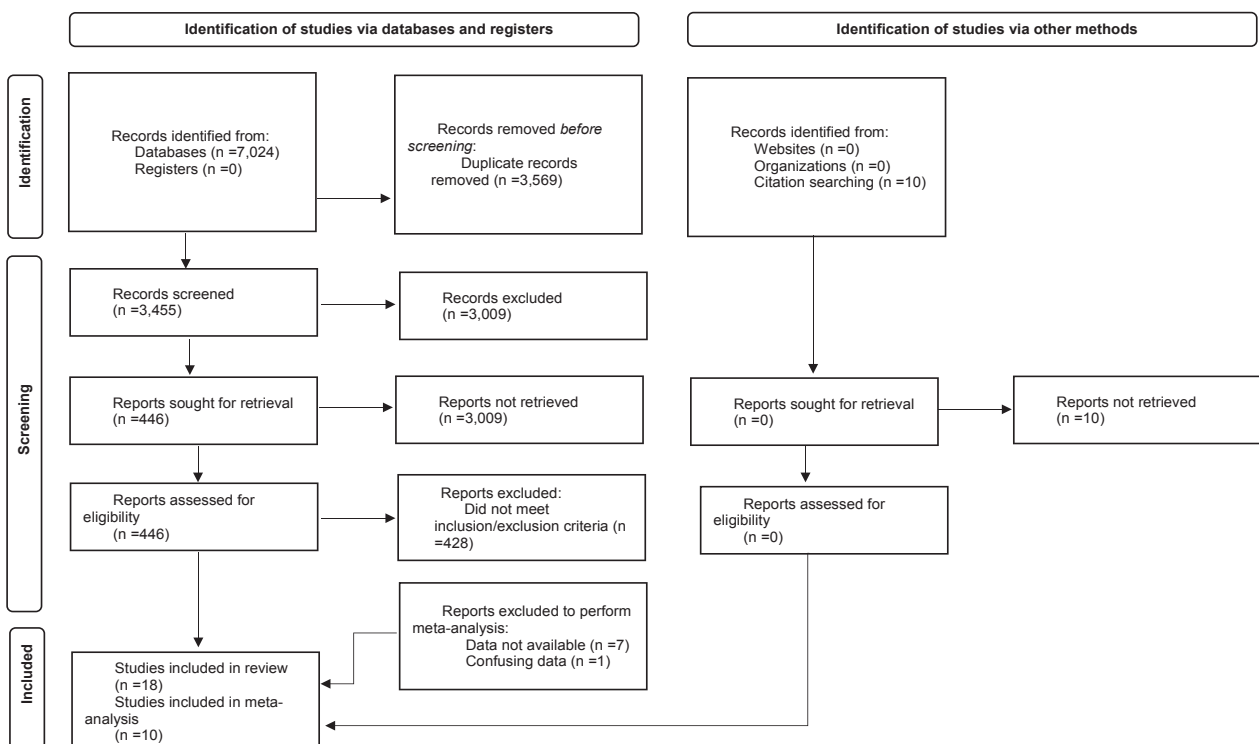 Identification of studies via databases and registers
Identification of studies via other methods
Identification
Records identified from:
Databases (n =7,024)
Registers (n =0)
Records removed before
screening:
Duplicate records
removed (n =3,569)
Records identified from:
Websites (n =0)
Organizations (n =0)
Citation searching (n =10)
Screening
Records screened
(n =3,455)
Records excluded
(n =3,009)
Reports sought for retrieval
(n =446)
Reports not retrieved
(n =3,009)
Reports sought for retrieval
(n =0)
Reports not retrieved
(n =10)
Reports assessed for
eligibility
(n =446)
Reports excluded:
Did not meet
inclusion/exclusion criteria (n
=428)
Reports assessed for
eligibility
(n =0)
Reports excluded to perform
meta-analysis:
Data not available (n =7)
Confusing data (n =1)
Included
Studies included in review
(n =18)
Studies included in meta-
analysis
(n =10)